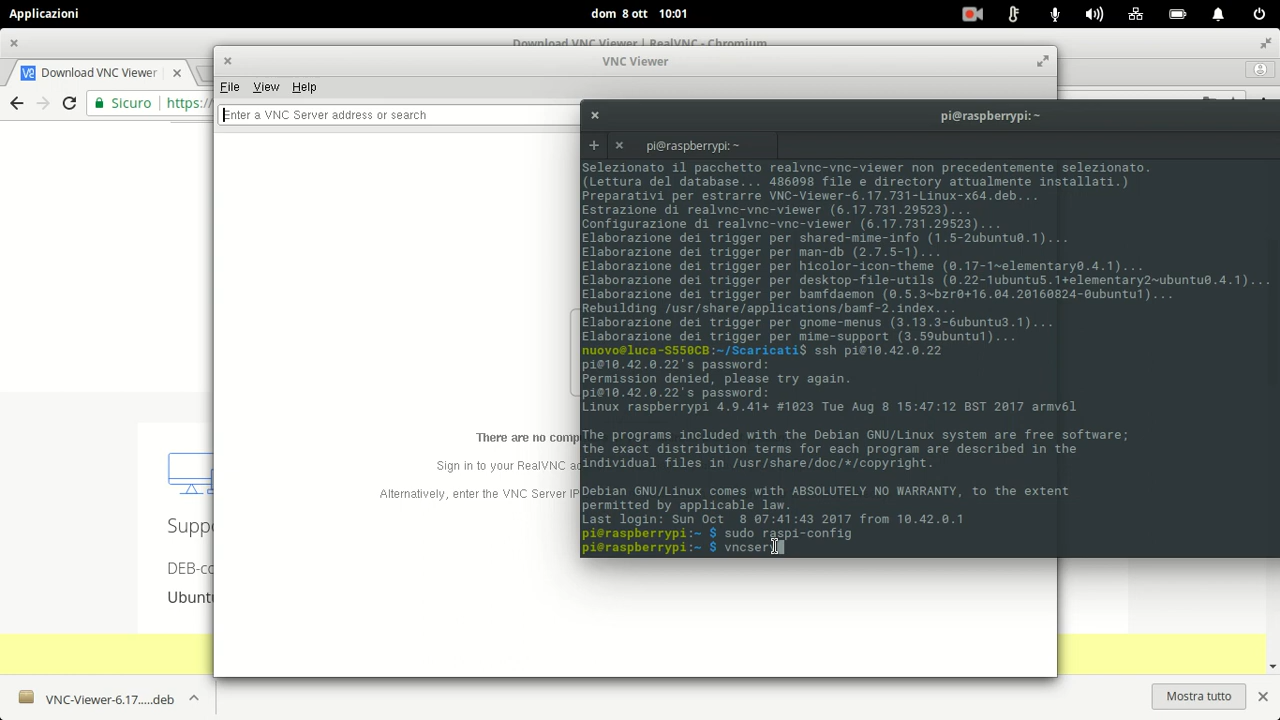 Applicazioni
dom 8 ott 10:01
Download VNC Viewer | RealVNC - Chromium
Download VNC Viewer
Sicuro
https://
VNC Viewer
File View Help
Enter a VNC Server address or search
There are no comp
Sign in to your RealVNC ac
Alternatively, enter the VNC Server IP
pi@raspberrypi: ~
pi@raspberrypi: ~
Selezionato il pacchetto realvnc-vnc-viewer non precedentemente selezionato.
(Lettura del database... 486098 file e directory attualmente installati.)
Preparativi per estrarre VNC-Viewer-6.17.731-Linux-x64.deb...
Estrazione di realvnc-vnc-viewer (6.17.731.29523)...
Configurazione di realvnc-vnc-viewer (6.17.731.29523)...
Elaborazione dei trigger per shared-mime-info (1.5-2ubuntu0.1)...
Elaborazione dei trigger per man-db (2.7.5-1)...
Elaborazione dei trigger per hicolor-icon-theme (0.17-1~elementary0.4.1)...
Elaborazione dei trigger per desktop-file-utils (0.22-1ubuntu5.1+elementary2~ubuntu0.4.1)...
Elaborazione dei trigger per bamfdaemon (0.5.3~bzr0+16.04.20160824-0ubuntu1)...
Rebuilding /usr/share/applications/bamf-2.index...
Elaborazione dei trigger per gnome-menus (3.13.3-6ubuntu3.1)...
Elaborazione dei trigger per mime-support (3.59ubuntu1)...
nuovo@luca-S550CB:~/Scaricati$ ssh pi@10.42.0.22
pi@10.42.0.22's password:
Permission denied, please try again.
pi@10.42.0.22's password:
Linux raspberrypi 4.9.41+ #1023 Tue Aug 8 15:47:12 BST 2017 armv6l
The programs included with the Debian GNU/Linux system are free software;
the exact distribution terms for each program are described in the
individual files in /usr/share/doc/*/copyright.
Debian GNU/Linux comes with ABSOLUTELY NO WARRANTY, to the extent
permitted by applicable law.
Last login: Sun Oct  8 07:41:43 2017 from 10.42.0.1
pi@raspberrypi:~ $ sudo raspi-config
pi@raspberrypi:~ $ vncser
Suppo
DEB-co
Ubuntu
VNC-Viewer-6.17.....deb
Mostra tutto